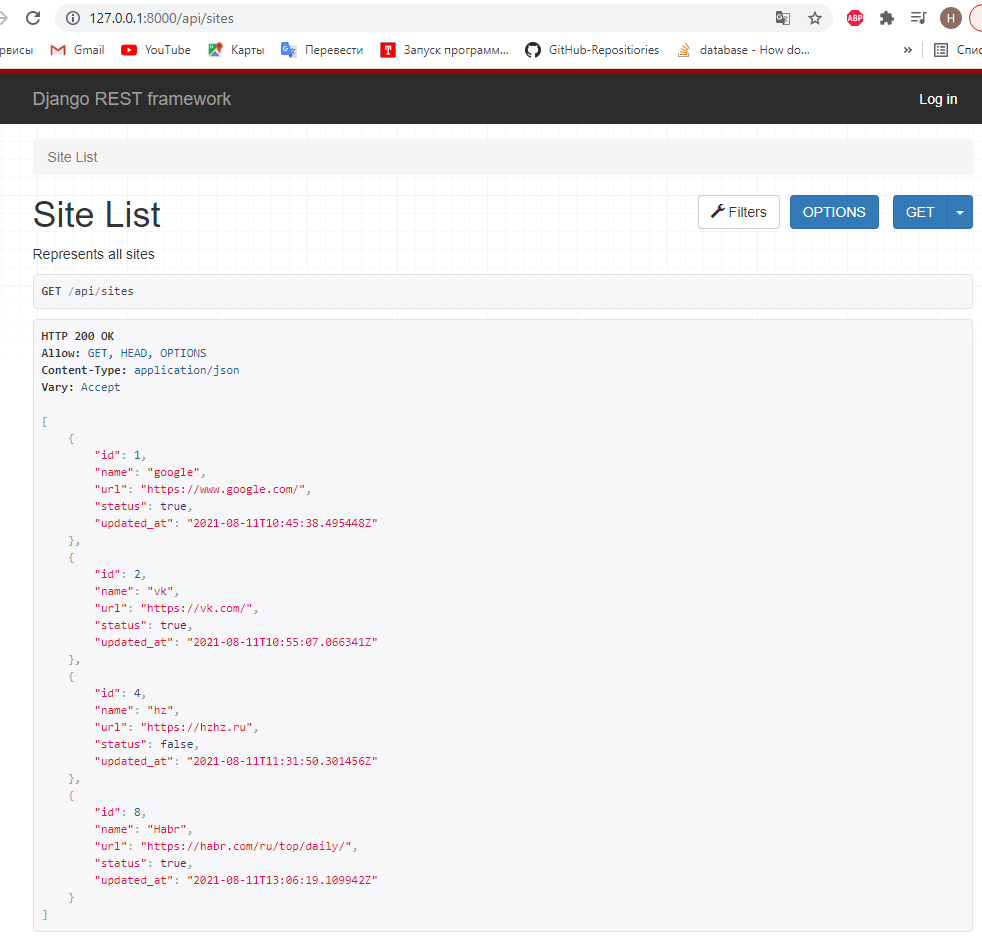 127.0.0.1:8000/api/sites
ABP
H
рвисы Gmail YouTube Карты Перевести Запуск программ... GitHub-Repositiories database - How do... » Спис
Django REST framework Log in
Site List
Site List Filters OPTIONS GET
Represents all sites
GET /api/sites
HTTP 200 OK
Allow: GET, HEAD, OPTIONS
Content-Type: application/json
Vary: Accept
[
    {
        "id": 1,
        "name": "google",
        "url": "https://www.google.com/",
        "status": true,
        "updated_at": "2021-08-11T10:45:38.495448Z"
    },
    {
        "id": 2,
        "name": "vk",
        "url": "https://vk.com/",
        "status": true,
        "updated_at": "2021-08-11T10:55:07.066341Z"
    },
    {
        "id": 4,
        "name": "hz",
        "url": "https://hzhz.ru",
        "status": false,
        "updated_at": "2021-08-11T11:31:50.301456Z"
    },
    {
        "id": 8,
        "name": "Habr",
        "url": "https://habr.com/ru/top/daily/",
        "status": true,
        "updated_at": "2021-08-11T13:06:19.109942Z"
    }
]